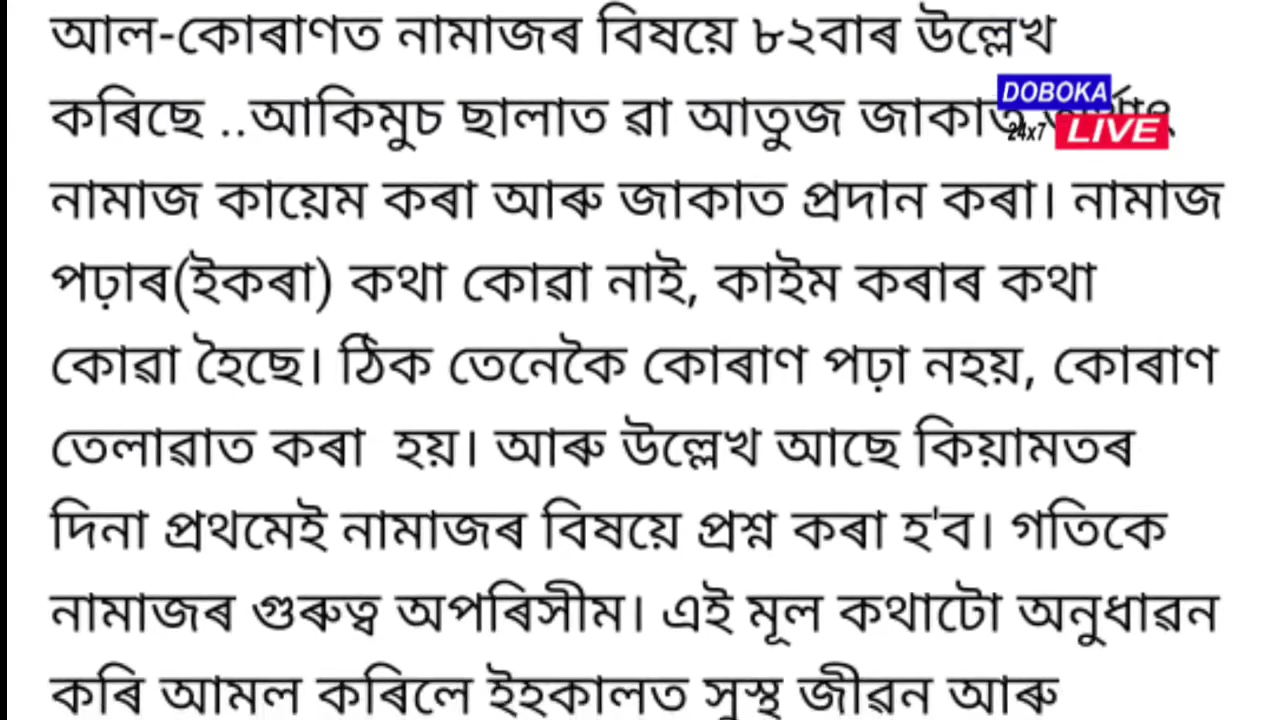 আল-কোৰাণত নামাজৰ বিষয়ে ৮২বাৰ উল্লেখ
কৰিছে ..আকিমুচ ছালাত ৱা আতুজ জাকাত
DOBOKA
24x7 LIVE
নামাজ কায়েম কৰা আৰু জাকাত প্ৰদান কৰা। নামাজ
পঢ়াৰ(ইকৰা) কথা কোৱা নাই, কাইম কৰাৰ কথা
কোৱা হৈছে। ঠিক তেনেকৈ কোৰাণ পঢ়া নহয়, কোৰাণ
তেলাৱাত কৰা হয়। আৰু উল্লেখ আছে কিয়ামতৰ
দিনা প্ৰথমেই নামাজৰ বিষয়ে প্ৰশ্ন কৰা হ'ব। গতিকে
নামাজৰ গুৰুত্ব অপৰিসীম। এই মূল কথাটো অনুধাৱন
কৰি আমল কৰিলে ইহকালত সুস্থ জীৱন আৰু